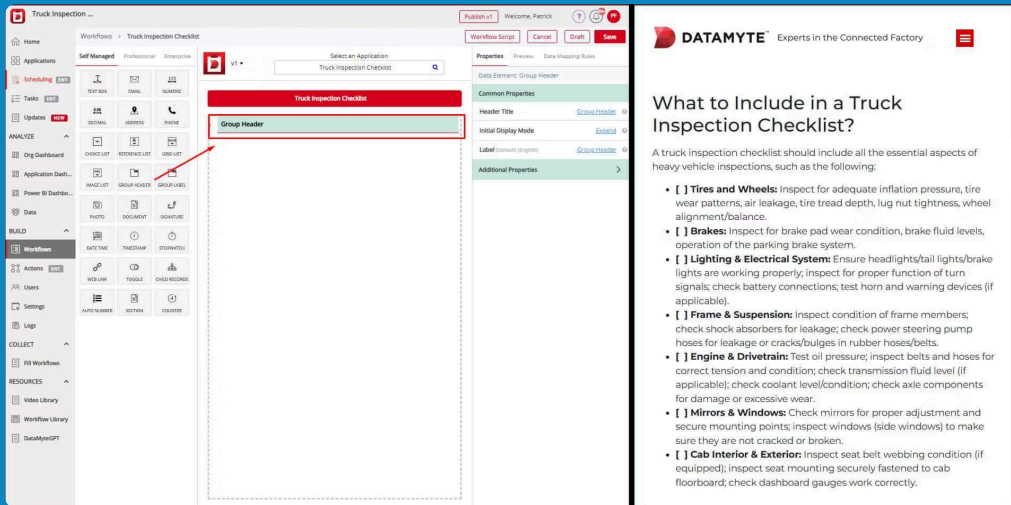 Truck Inspection ...
Publish v1 Welcome, Patrick ? PF
Home
Applications
Scheduling ENT
Tasks ENT
Updates NEW
ANALYZE
Org Dashboard
Application Dash...
Power BI Dashbo...
Data
BUILD
Workflows
Actions ENT
Users
Settings
Logs
COLLECT
Fill Workflows
RESOURCES
Video Library
Workflow Library
DataMyteGPT
Workflows > Truck Inspection Checklist
Workflow Script Cancel Draft Save
Self Managed Professional Enterprise
TEXT BOX EMAIL NUMERIC
DECIMAL ADDRESS PHONE
CHOICE LIST REFERENCE LIST GRID LIST
IMAGE LIST GROUP HEADER GROUP LABEL
PHOTO DOCUMENT SIGNATURE
DATE TIME TIMESTAMP STOPWATCH
WEB LINK TOGGLE CHILD RECORDS
AUTO NUMBER SECTION COUNTER
v1
Select an Application
Truck Inspection Checklist
Truck Inspection Checklist
Group Header
Properties Preview Data Mapping Rules
Data Element: Group Header
Common Properties
Header Title Group Header
Initial Display Mode Expand
Label (Default) (English) Group Header
Additional Properties >
DATAMYTE™ Experts in the Connected Factory
What to Include in a Truck
Inspection Checklist?
A truck inspection checklist should include all the essential aspects of
heavy vehicle inspections, such as the following:
• [ ] Tires and Wheels: Inspect for adequate inflation pressure, tire
wear patterns, air leakage, tire tread depth, lug nut tightness, wheel
alignment/balance.
• [ ] Brakes: Inspect for brake pad wear condition, brake fluid levels,
operation of the parking brake system.
• [ ] Lighting & Electrical System: Ensure headlights/tail lights/brake
lights are working properly; inspect for proper function of turn
signals; check battery connections; test horn and warning devices (if
applicable).
• [ ] Frame & Suspension: Inspect condition of frame members;
check shock absorbers for leakage; check power steering pump
hoses for leakage or cracks/bulges in rubber hoses/belts.
• [ ] Engine & Drivetrain: Test oil pressure; inspect belts and hoses for
correct tension and condition; check transmission fluid level (if
applicable); check coolant level/condition; check axle components
for damage or excessive wear.
• [ ] Mirrors & Windows: Check mirrors for proper adjustment and
secure mounting points; inspect windows (side windows) to make
sure they are not cracked or broken.
• [ ] Cab Interior & Exterior: Inspect seat belt webbing condition (if
equipped); inspect seat mounting securely fastened to cab
floorboard; check dashboard gauges work correctly.